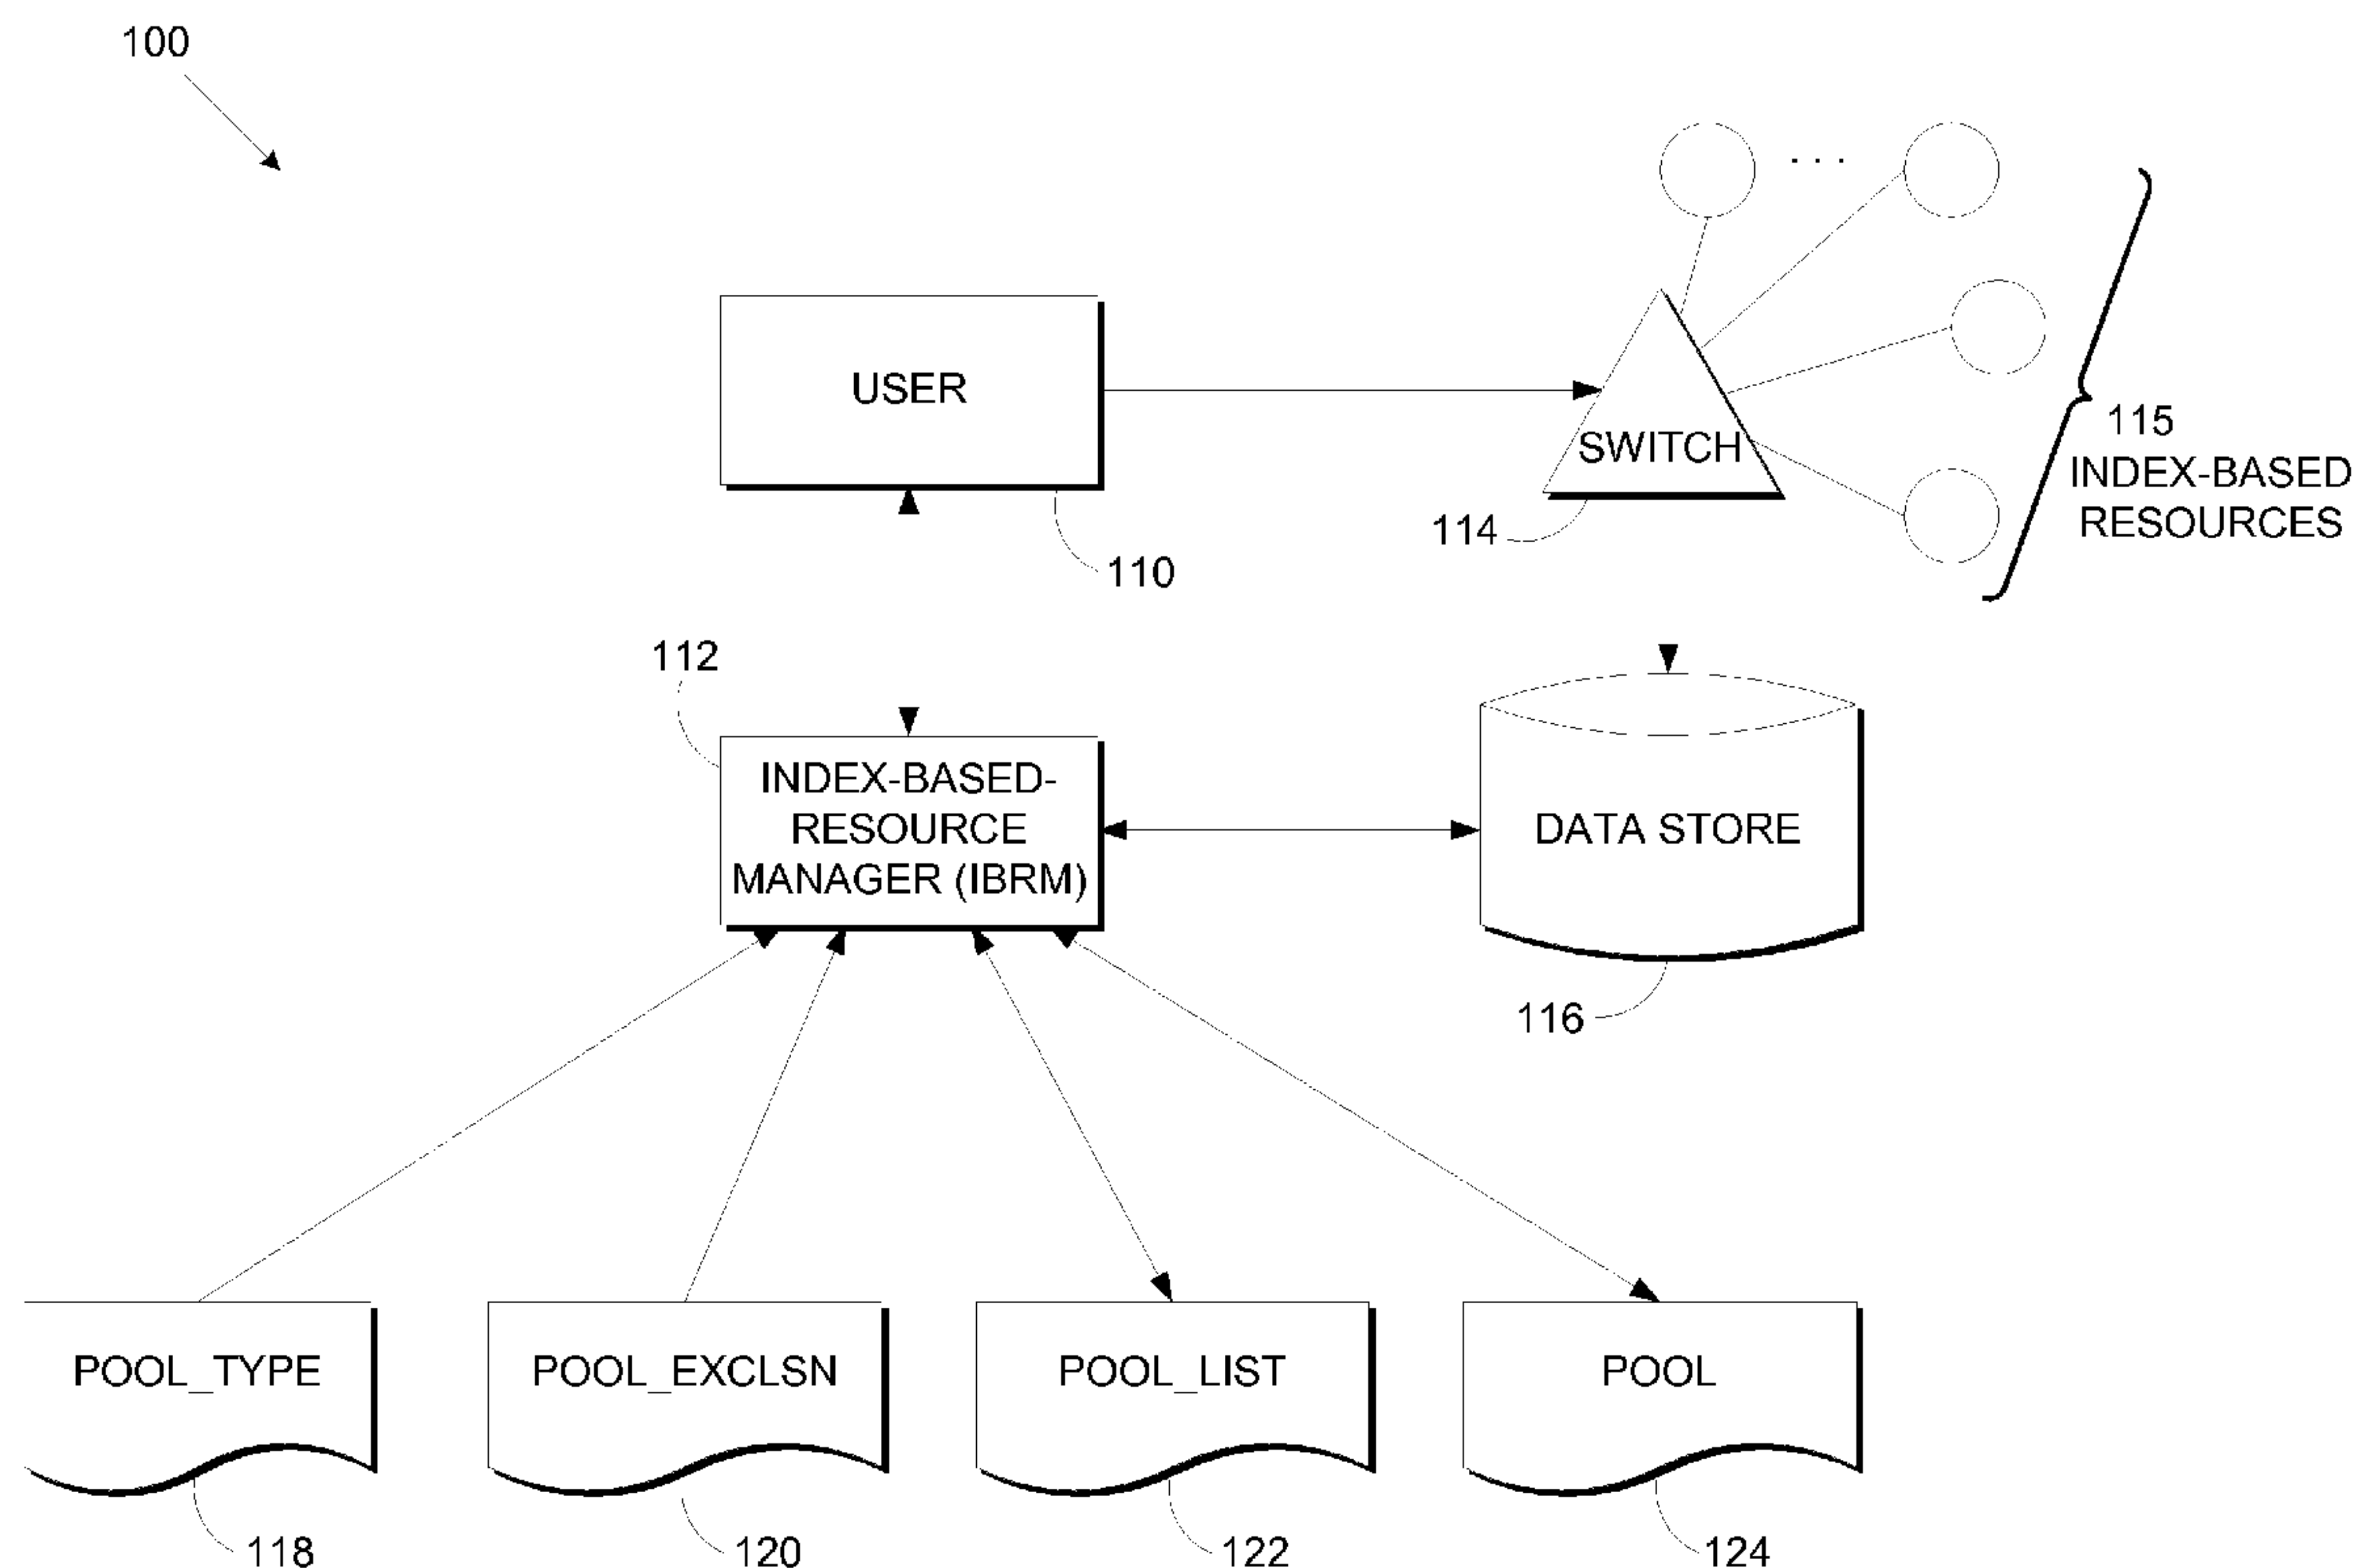 100
USER
SWITCH
115
INDEX-BASED
RESOURCES
114
110
112
INDEX-BASED-
RESOURCE
MANAGER (IBRM)
DATA STORE
116
POOL_TYPE
POOL_EXCLSN
POOL_LIST
POOL
118
120
122
124